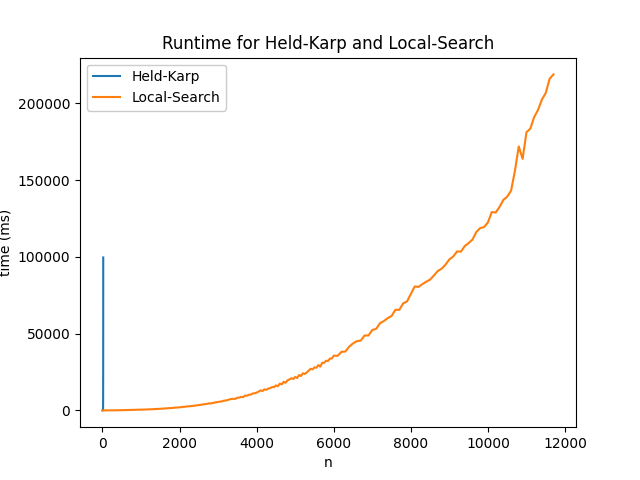 Runtime for Held-Karp and Local-Search
Held-Karp
Local-Search
time (ms)
200000
150000
100000
50000
0
0 2000 4000 6000 8000 10000 12000
n